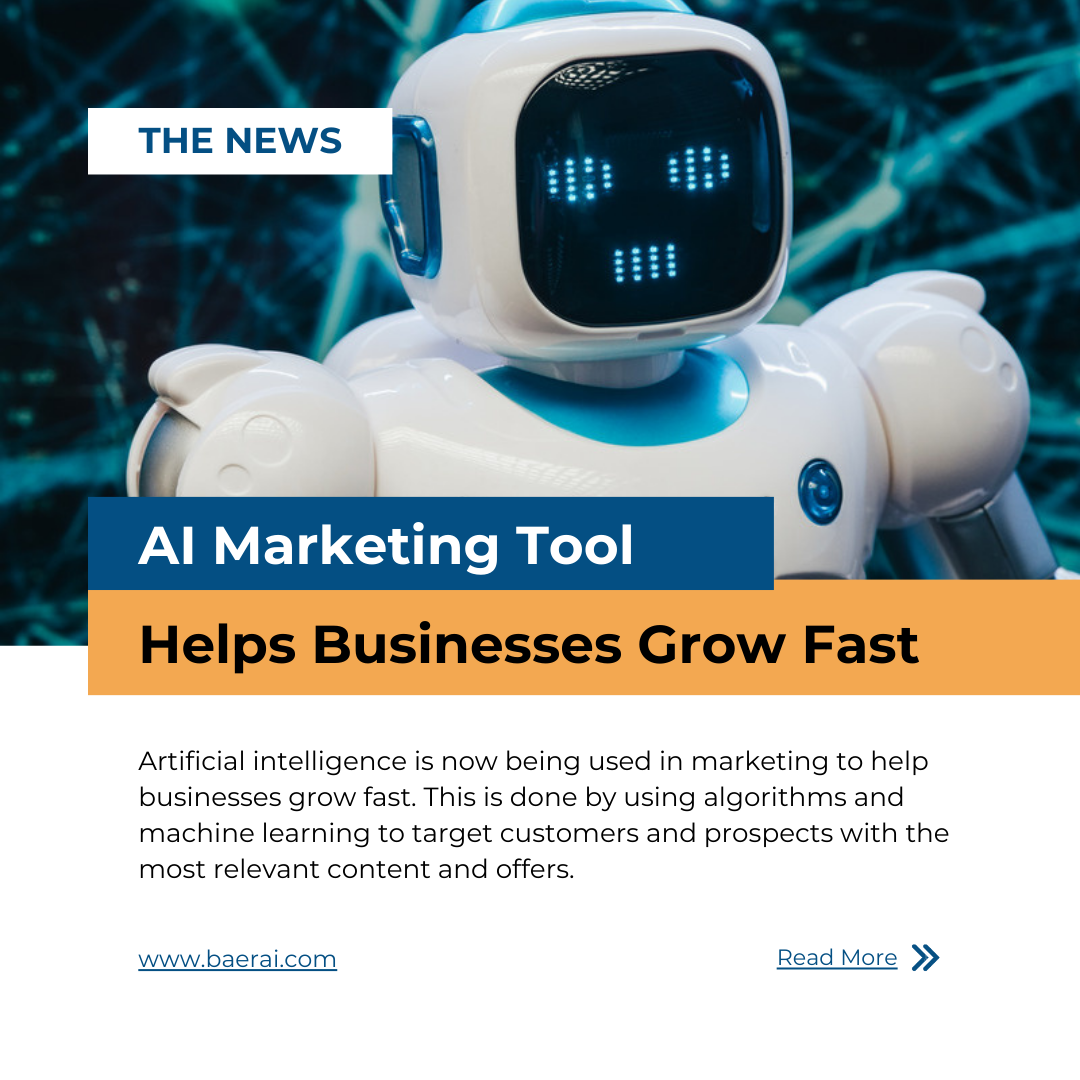 THE NEWS
AI Marketing Tool
Helps Businesses Grow Fast
Artificial intelligence is now being used in marketing to help
businesses grow fast. This is done by using algorithms and
machine learning to target customers and prospects with the
most relevant content and offers.
www.baerai.com
Read More